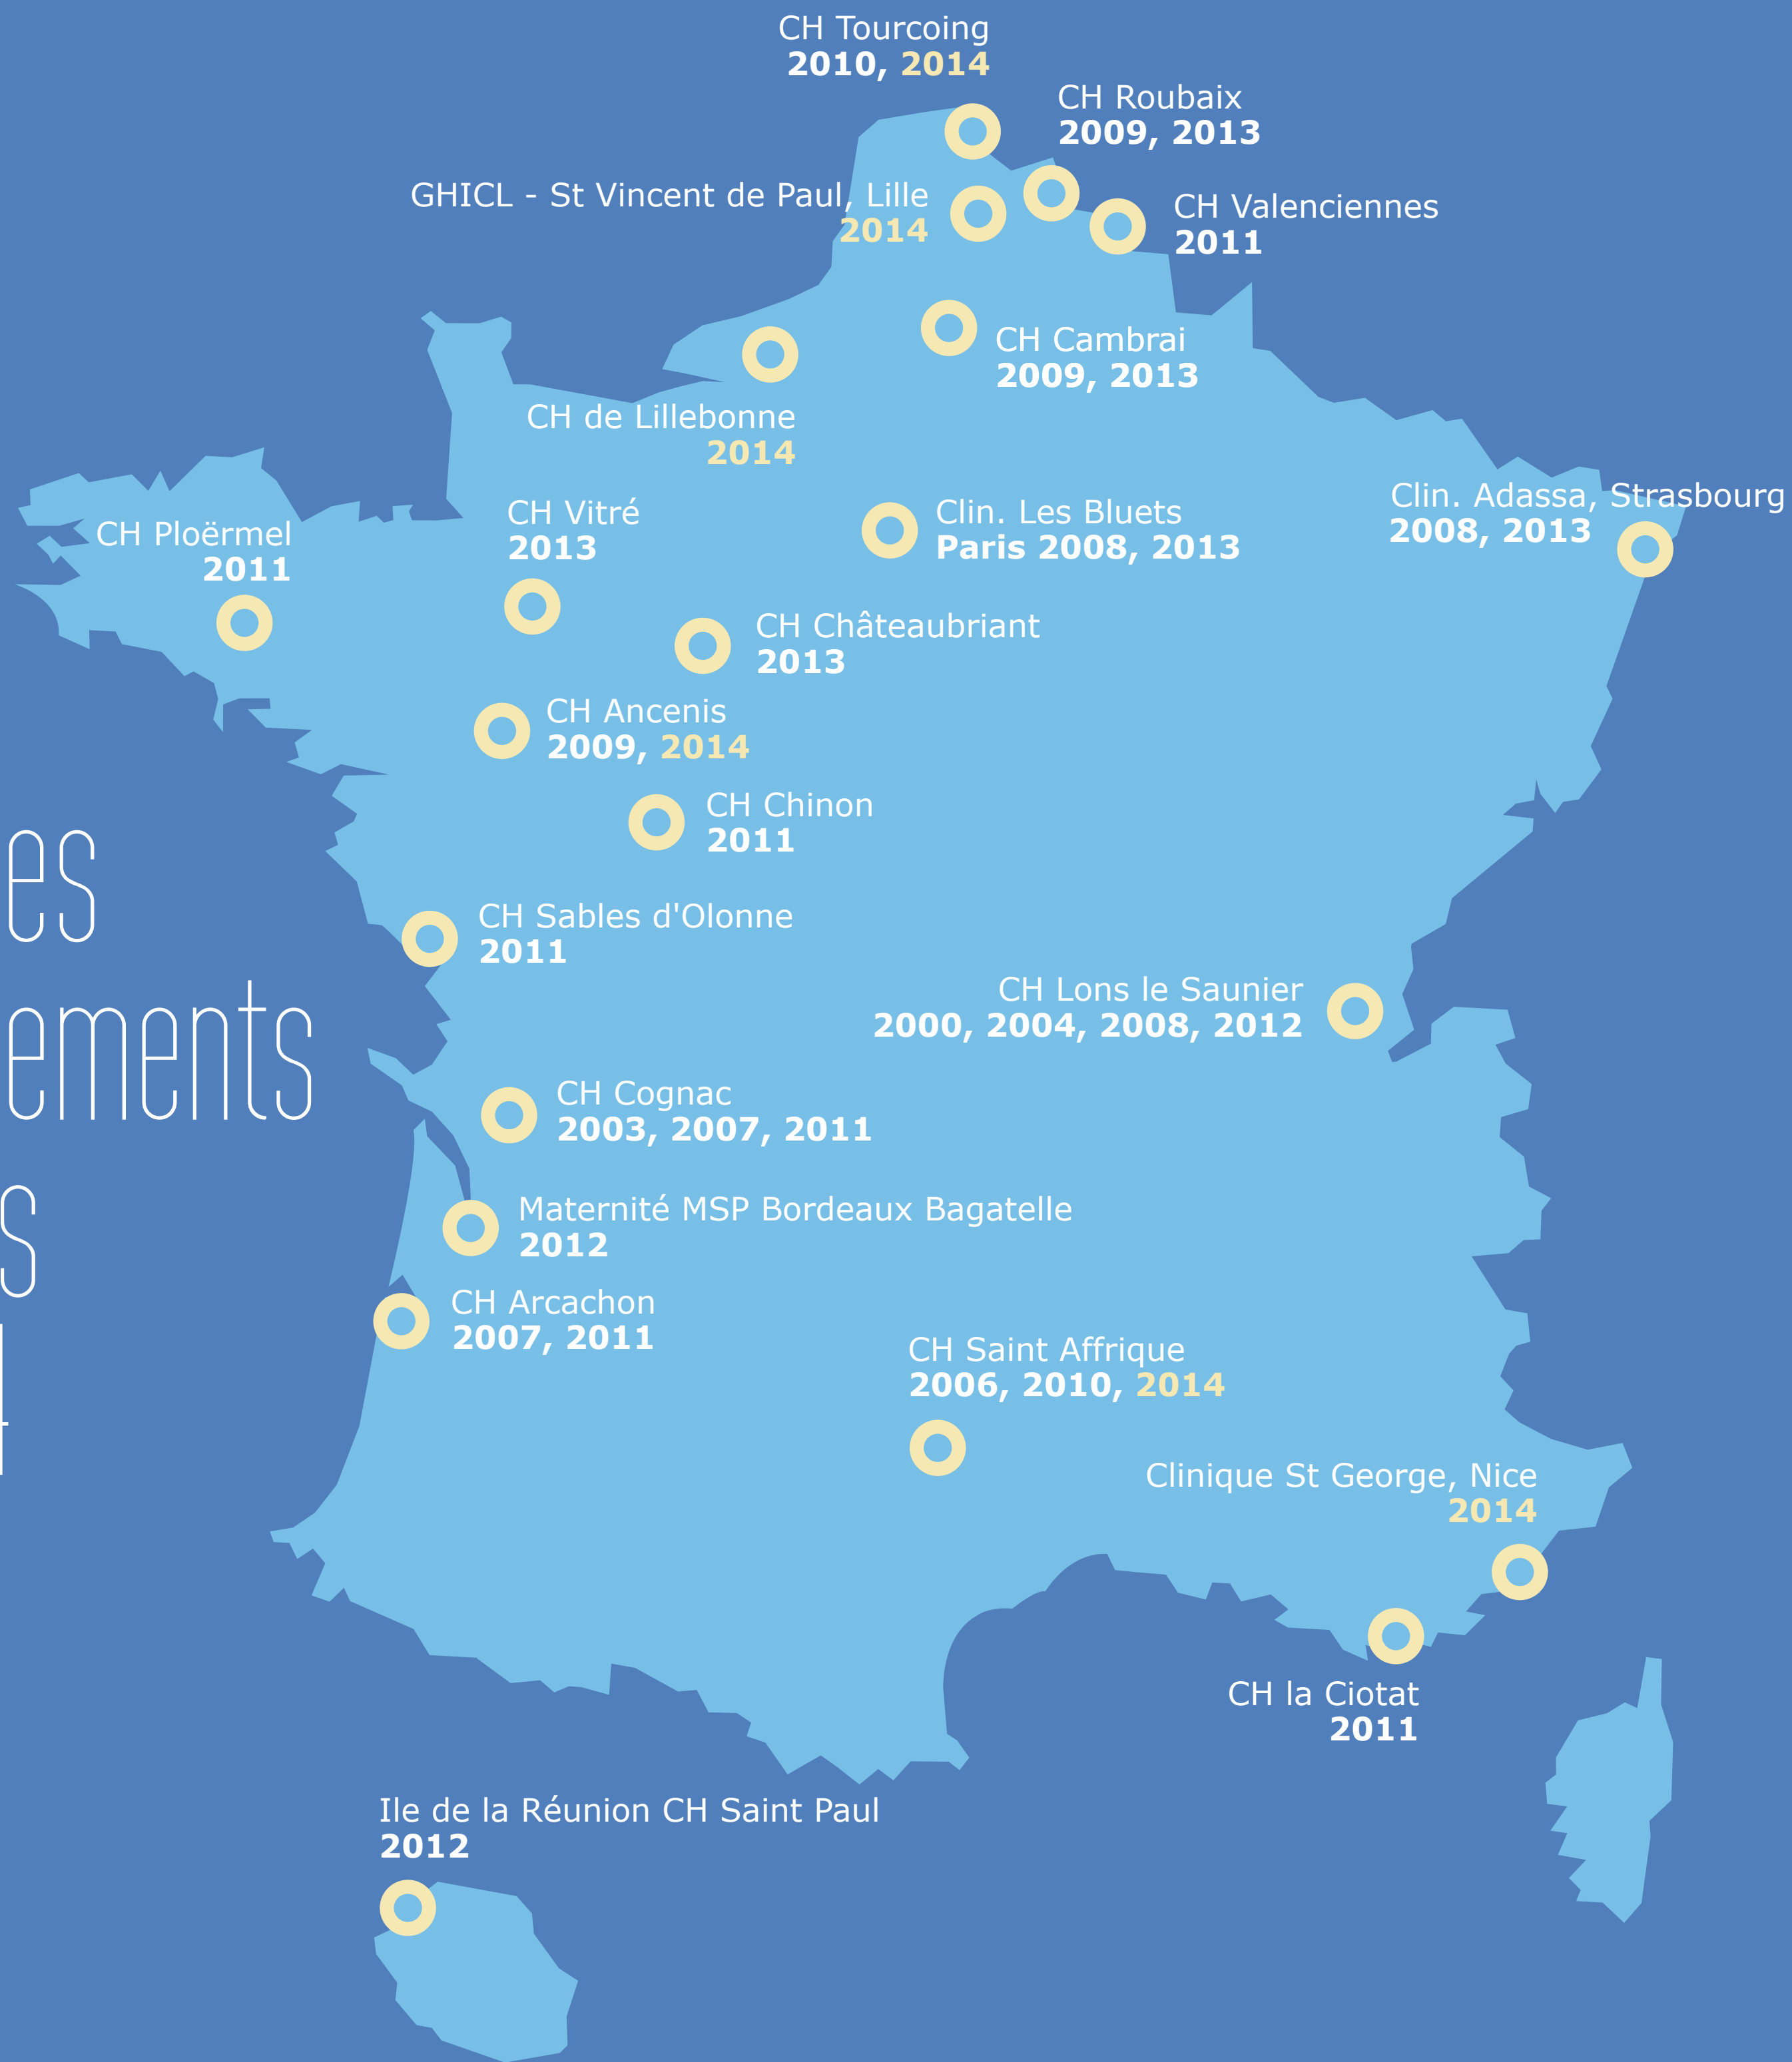 CH Tourcoing
2010, 2014
CH Roubaix
2009, 2013
GHICL - St Vincent de Paul, Lille
2014
CH Valenciennes
2011
CH Cambrai
2009, 2013
CH de Lillebonne
2014
Clin. Adassa, Strasbourg
2008, 2013
CH Vitré
2013
Clin. Les Bluets
Paris 2008, 2013
CH Ploërmel
2011
CH Châteaubriant
2013
CH Ancenis
2009, 2014
CH Chinon
2011
es
ements
s
CH Sables d'Olonne
2011
CH Lons le Saunier
2000, 2004, 2008, 2012
CH Cognac
2003, 2007, 2011
Maternité MSP Bordeaux Bagatelle
2012
CH Arcachon
2007, 2011
CH Saint Affrique
2006, 2010, 2014
Clinique St George, Nice
2014
CH la Ciotat
2011
Ile de la Réunion CH Saint Paul
2012